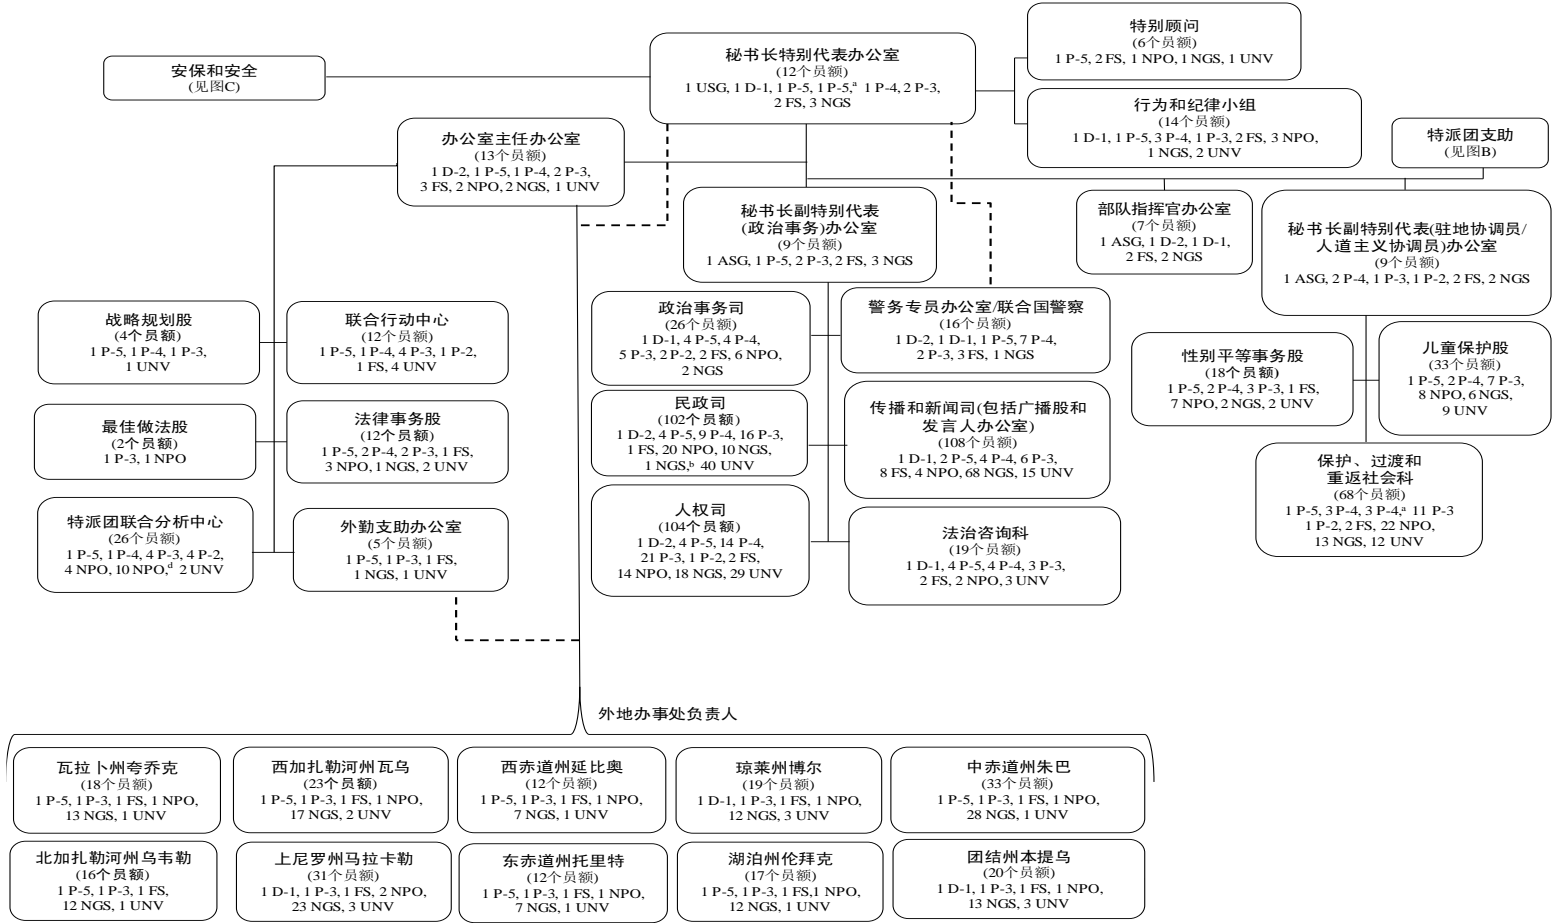 安保和安全
(见图C)
秘书长特别代表办公室
(12个员额)
1 USG, 1 D-1, 1 P-5, 1 P-5,ª 1 P-4, 2 P-3,
2 FS, 3 NGS
特别顾问
(6个员额)
1 P-5, 2 FS, 1 NPO, 1 NGS, 1 UNV
行为和纪律小组
(14个员额)
1 D-1, 1 P-5, 3 P-4, 1 P-3, 2 FS, 3 NPO,
1 NGS, 2 UNV
特派团支助
(见图B)
办公室主任办公室
(13个员额)
1 D-2, 1 P-5, 1 P-4, 2 P-3,
3 FS, 2 NPO, 2 NGS, 1 UNV
秘书长副特别代表
(政治事务)办公室
(9个员额)
1 ASG, 1 P-5, 2 P-3, 2 FS, 3 NGS
部队指挥官办公室
(7个员额)
1 ASG, 1 D-2, 1 D-1,
2 FS, 2 NGS
秘书长副特别代表(驻地协调员/
人道主义协调员)办公室
(9个员额)
1 ASG, 2 P-4, 1 P-3, 1 P-2, 2 FS, 2 NGS
战略规划股
(4个员额)
1 P-5, 1 P-4, 1 P-3,
1 UNV
联合行动中心
(12个员额)
1 P-5, 1 P-4, 4 P-3, 1 P-2,
1 FS, 4 UNV
政治事务司
(26个员额)
1 D-1, 4 P-5, 4 P-4,
5 P-3, 2 P-2, 2 FS, 6 NPO,
2 NGS
警务专员办公室/联合国警察
(16个员额)
1 D-2, 1 D-1, 1 P-5, 7 P-4,
2 P-3, 3 FS, 1 NGS
性别平等事务股
(18个员额)
1 P-5, 2 P-4, 3 P-3, 1 FS,
7 NPO, 2 NGS, 2 UNV
儿童保护股
(33个员额)
1 P-5, 2 P-4, 7 P-3,
8 NPO, 6 NGS,
9 UNV
最佳做法股
(2个员额)
1 P-3, 1 NPO
法律事务股
(12个员额)
1 P-5, 2 P-4, 2 P-3, 1 FS,
3 NPO, 1 NGS, 2 UNV
民政司
(102个员额)
1 D-2, 4 P-5, 9 P-4, 16 P-3,
1 FS, 20 NPO, 10 NGS,
1 NGS,ᵇ 40 UNV
传播和新闻司(包括广播股和
发言人办公室)
(108个员额)
1 D-1, 2 P-5, 4 P-4, 6 P-3,
8 FS, 4 NPO, 68 NGS, 15 UNV
保护、过渡和
重返社会科
(68个员额)
1 P-5, 3 P-4, 3 P-4,ª 11 P-3
1 P-2, 2 FS, 22 NPO,
13 NGS, 12 UNV
特派团联合分析中心
(26个员额)
1 P-5, 1 P-4, 4 P-3, 4 P-2,
4 NPO, 10 NPO,ᵈ 2 UNV
外勤支助办公室
(5个员额)
1 P-5, 1 P-3, 1 FS,
1 NGS, 1 UNV
人权司
(104个员额)
1 D-2, 4 P-5, 14 P-4,
21 P-3, 1 P-2, 2 FS,
14 NPO, 18 NGS, 29 UNV
法治咨询科
(19个员额)
1 D-1, 4 P-5, 4 P-4, 3 P-3,
2 FS, 2 NPO, 3 UNV
外地办事处负责人
瓦拉卜州夸乔克
(18个员额)
1 P-5, 1 P-3, 1 FS, 1 NPO,
13 NGS, 1 UNV
西加扎勒河州瓦乌
(23个员额)
1 P-5, 1 P-3, 1 FS, 1 NPO,
17 NGS, 2 UNV
西赤道州延比奥
(12个员额)
1 P-5, 1 P-3, 1 FS, 1 NPO,
7 NGS, 1 UNV
琼莱州博尔
(19个员额)
1 D-1, 1 P-3, 1 FS, 1 NPO,
12 NGS, 3 UNV
中赤道州朱巴
(33个员额)
1 P-5, 1 P-3, 1 FS, 1 NPO,
28 NGS, 1 UNV
北加扎勒河州乌韦勒
(16个员额)
1 P-5, 1 P-3, 1 FS,
12 NGS, 1 UNV
上尼罗州马拉卡勒
(31个员额)
1 D-1, 1 P-3, 1 FS, 2 NPO,
23 NGS, 3 UNV
东赤道州托里特
(12个员额)
1 P-5, 1 P-3, 1 FS, 1 NPO,
7 NGS, 1 UNV
湖泊州伦拜克
(17个员额)
1 P-5, 1 P-3, 1 FS,1 NPO,
12 NGS, 1 UNV
团结州本提乌
(20个员额)
1 D-1, 1 P-3, 1 FS, 1 NPO,
13 NGS, 3 UNV